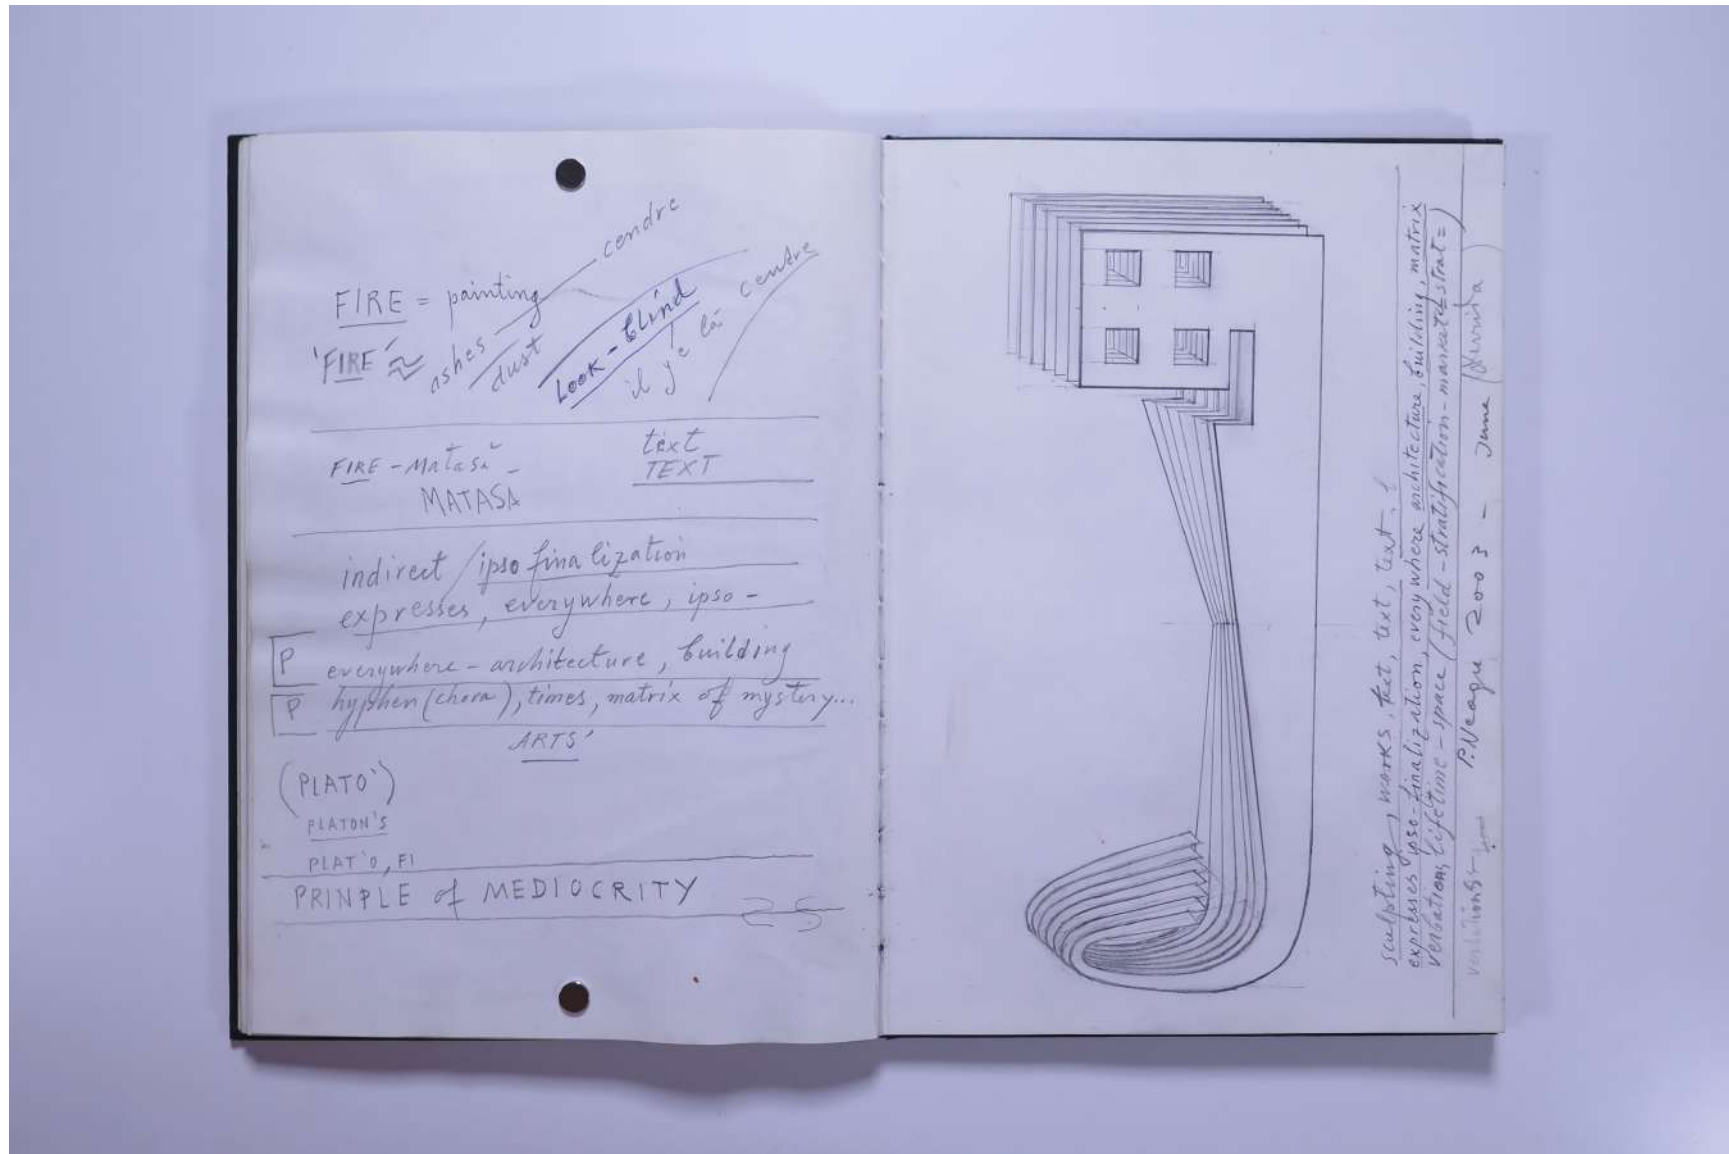 cendre
FIRE = painting
'FIRE' ≈ ashes dust
Look-blind
il y e là centre
FIRE - Matasă -
MATASA
text
TEXT
indirect / ipso finalization
expresses, everywhere, ipso -
P everywhere - architecture, building
P hyphen (chora), times, matrix of mystery...
ARTS'
(PLATO')
PLATON'S
PLAT'O, FI
PRINPLE of MEDIOCRITY
25
sculpting, works, text, text, text.
expresses ipso-finalization, everywhere architecture, building, matrix
verbations, lifetime - space (field - stratification - strat=)
P.Neagu 2003 - June (Derrida)